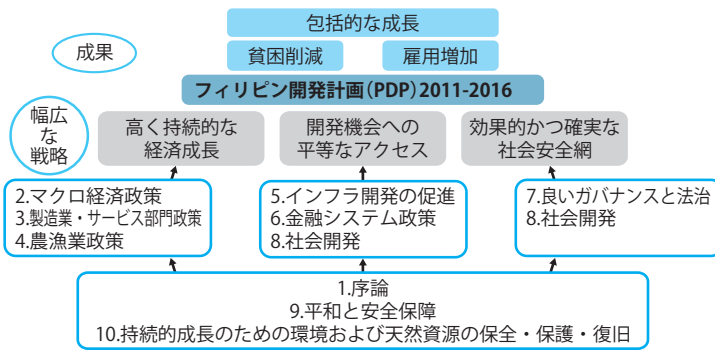 包括的な成長
成果
貧困削減
雇用増加
フィリピン開発計画(PDP)2011-2016
幅広
な
戦略
高く持続的な
経済成長
開発機会への
平等なアクセス
効果的かつ確実な
社会安全網
2.マクロ経済政策
3.製造業・サービス部門政策
4.農漁業政策
5.インフラ開発の促進
6.金融システム政策
8.社会開発
7.良いガバナンスと法治
8.社会開発
1.序論
9.平和と安全保障
10.持続的成長のための環境および天然資源の保全・保護・復旧